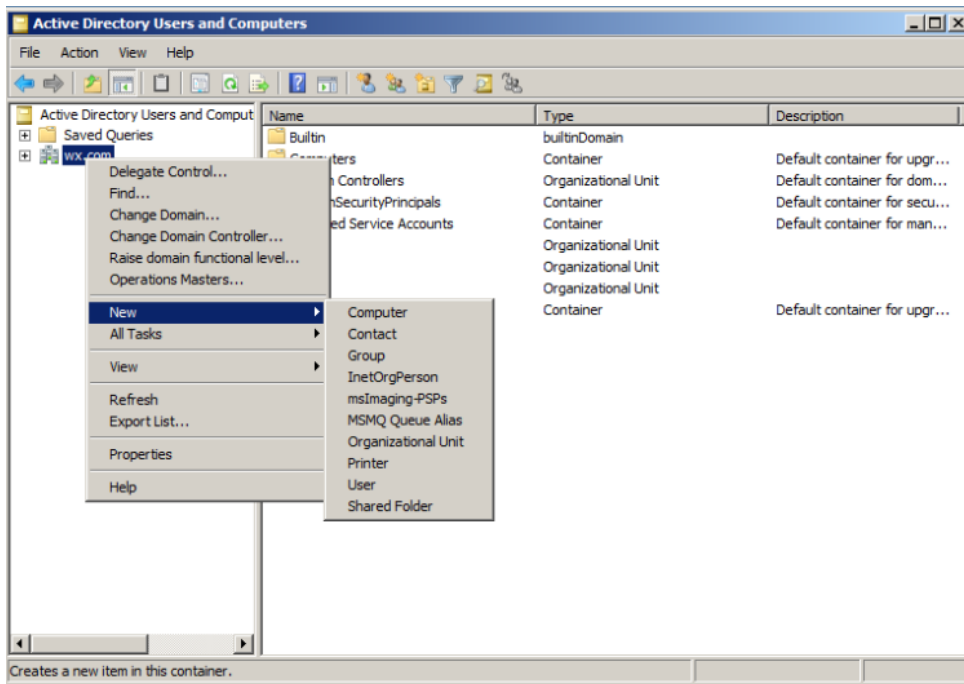 Active Directory Users and Computers
File Action View Help
Active Directory Users and Comput
Saved Queries
wx.com
Name Type Description
Builtin builtinDomain
Computers Container Default container for upgr...
Controllers Organizational Unit Default container for dom...
SecurityPrincipals Container Default container for secu...
ed Service Accounts Container Default container for man...
Organizational Unit
Organizational Unit
Organizational Unit
Container Default container for upgr...
Delegate Control...
Find...
Change Domain...
Change Domain Controller...
Raise domain functional level...
Operations Masters...
New
All Tasks
View
Refresh
Export List...
Properties
Help
Computer
Contact
Group
InetOrgPerson
msImaging-PSPs
MSMQ Queue Alias
Organizational Unit
Printer
User
Shared Folder
Creates a new item in this container.